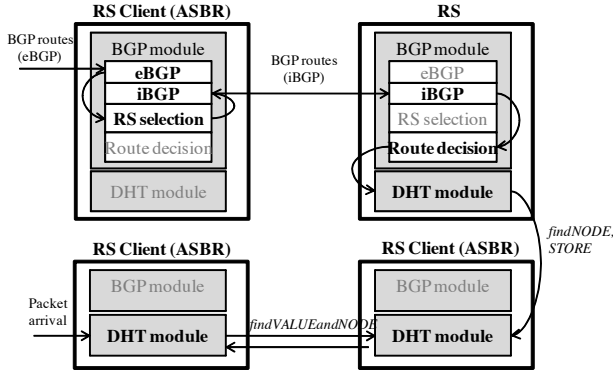 RS Client (ASBR)
BGP routes
(eBGP)
BGP module
eBGP
iBGP
RS selection
Route decision
DHT module
BGP routes
(iBGP)
RS
BGP module
eBGP
iBGP
RS selection
Route decision
DHT module
findNODE,
STORE
RS Client (ASBR)
Packet
arrival
BGP module
DHT module
findVALUEandNODE
RS Client (ASBR)
BGP module
DHT module